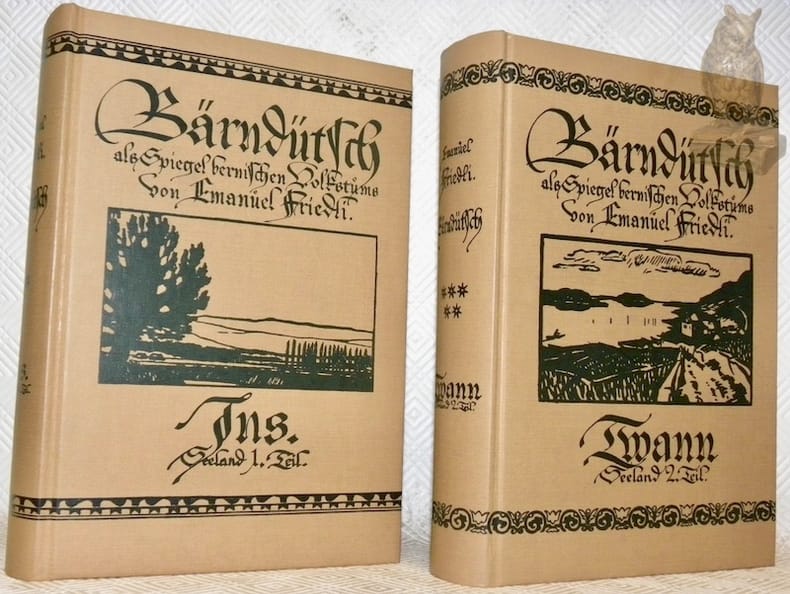 Bärndütsch
als Spiegel bernischen Volkstums
von Emanuel Friedli.
Ins.
Seeland 1. Teil.
Emanuel
Friedli.
Bärndütsch
Twann
Seeland 2. Teil.
Bärndütsch
als Spiegel bernischen Volkstums
von Emanuel Friedli.
Twann
Seeland 2. Teil.